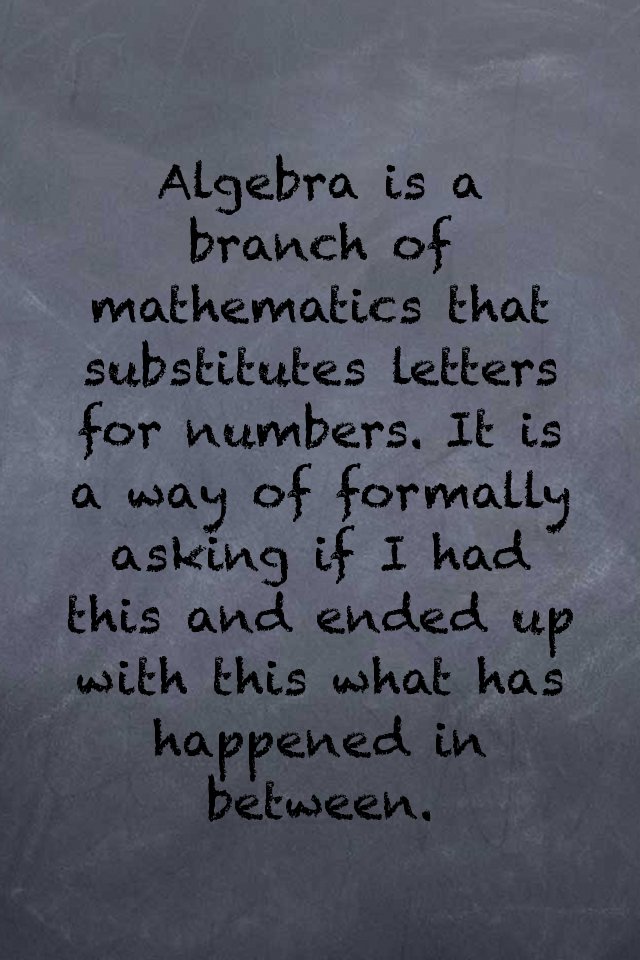 Algebra is a
branch of
mathematics that
substitutes letters
for numbers. It is
a way of formally
asking if I had
this and ended up
with this what has
happened in
between.